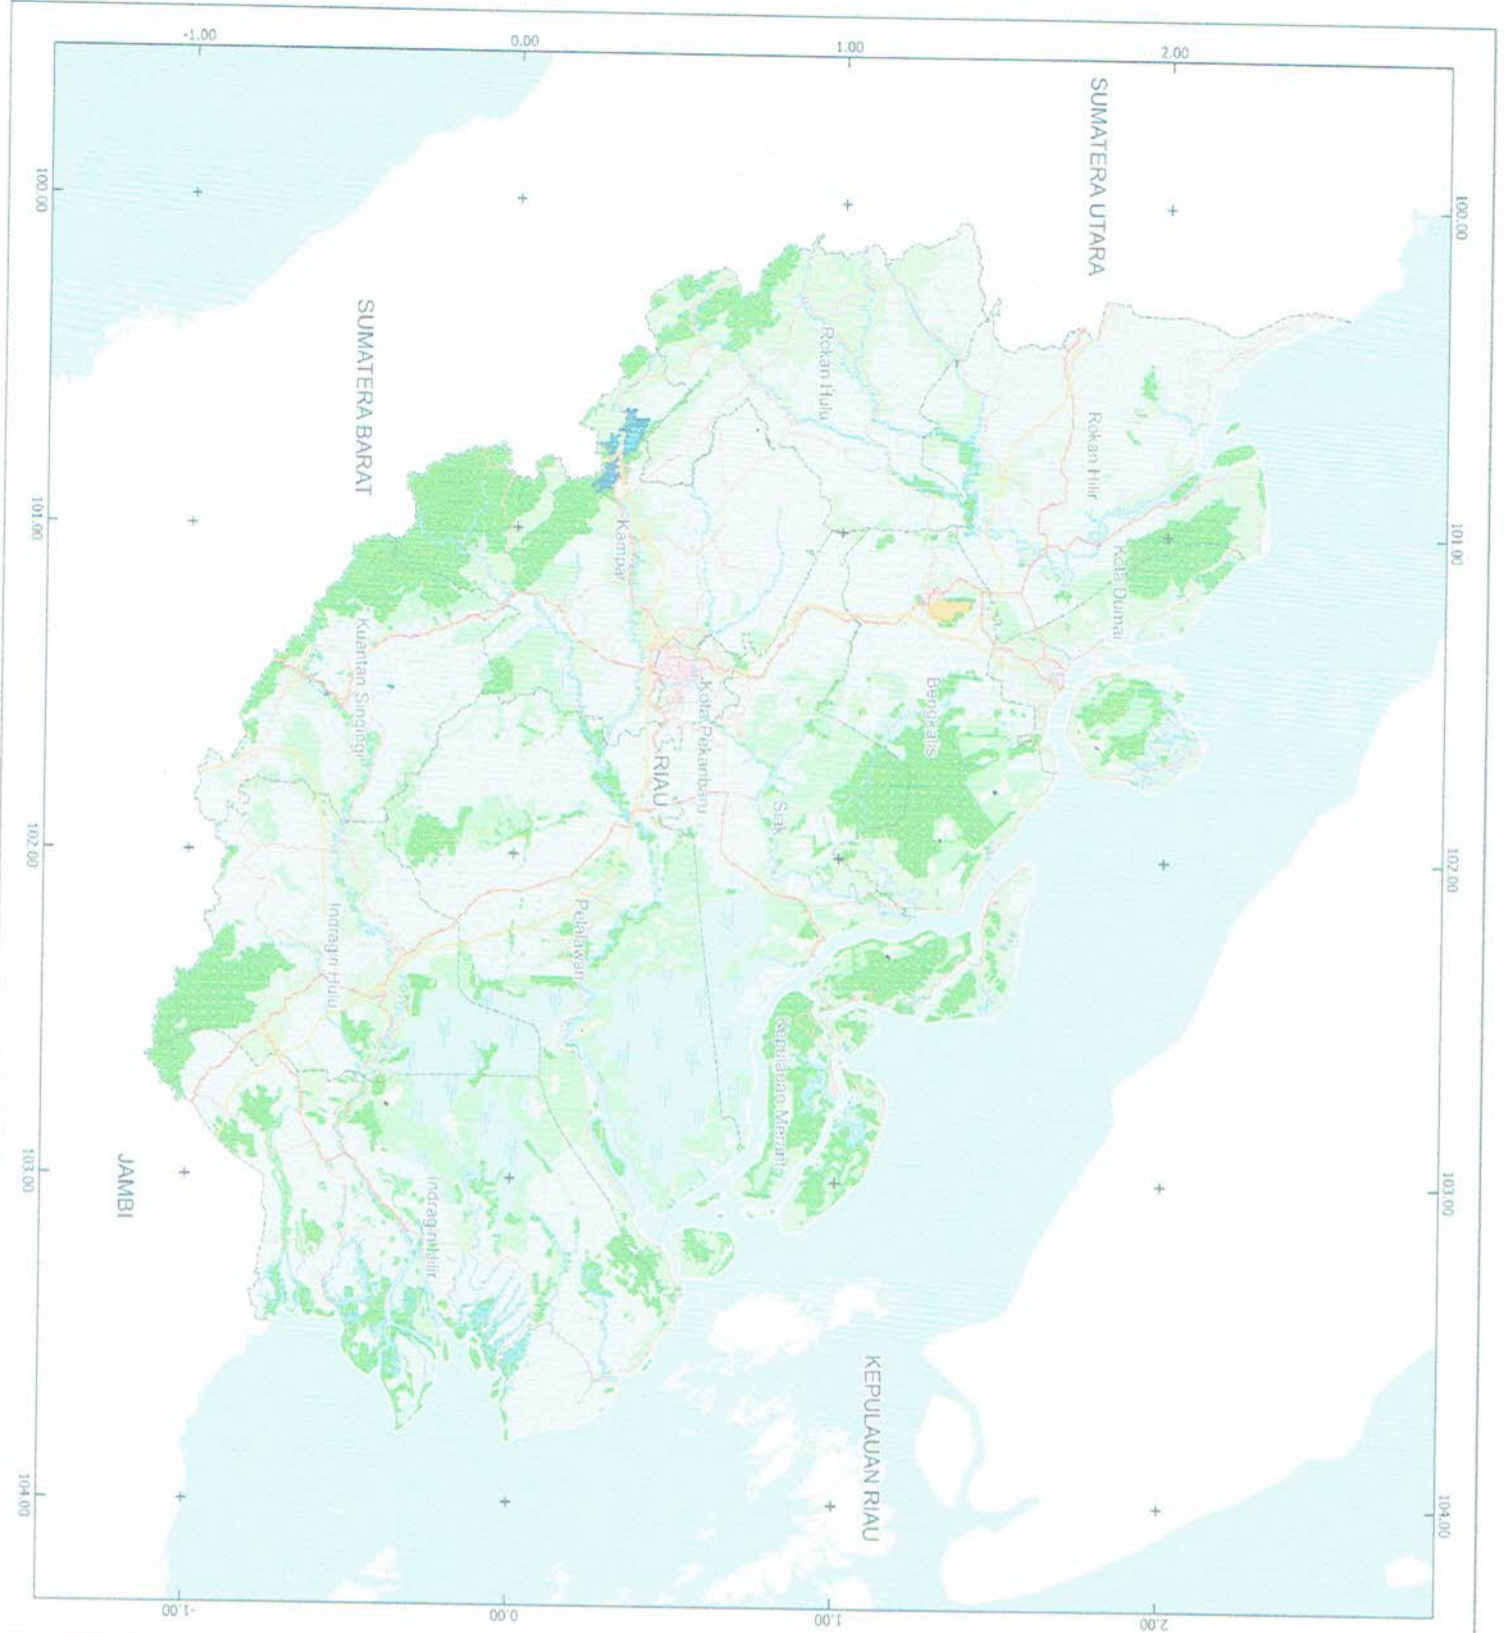 -1.00
0.00
1.00
2.00
100.00
101.00
102.00
103.00
104.00
100.00
101.00
102.00
103.00
104.00
-1.00
0.00
1.00
2.00
SUMATERA UTARA
SUMATERA BARAT
JAMBI
KEPULAUAN RIAU
RIAU
Rokan Hulu
Rokan Hilir
Kota Dumai
Bengkalis
Siak
Kampar
Kota Pekanbaru
Kuantan Singingi
Pelalawan
Indragiri Hulu
Indragiri Hilir
Kepulauan Meranti